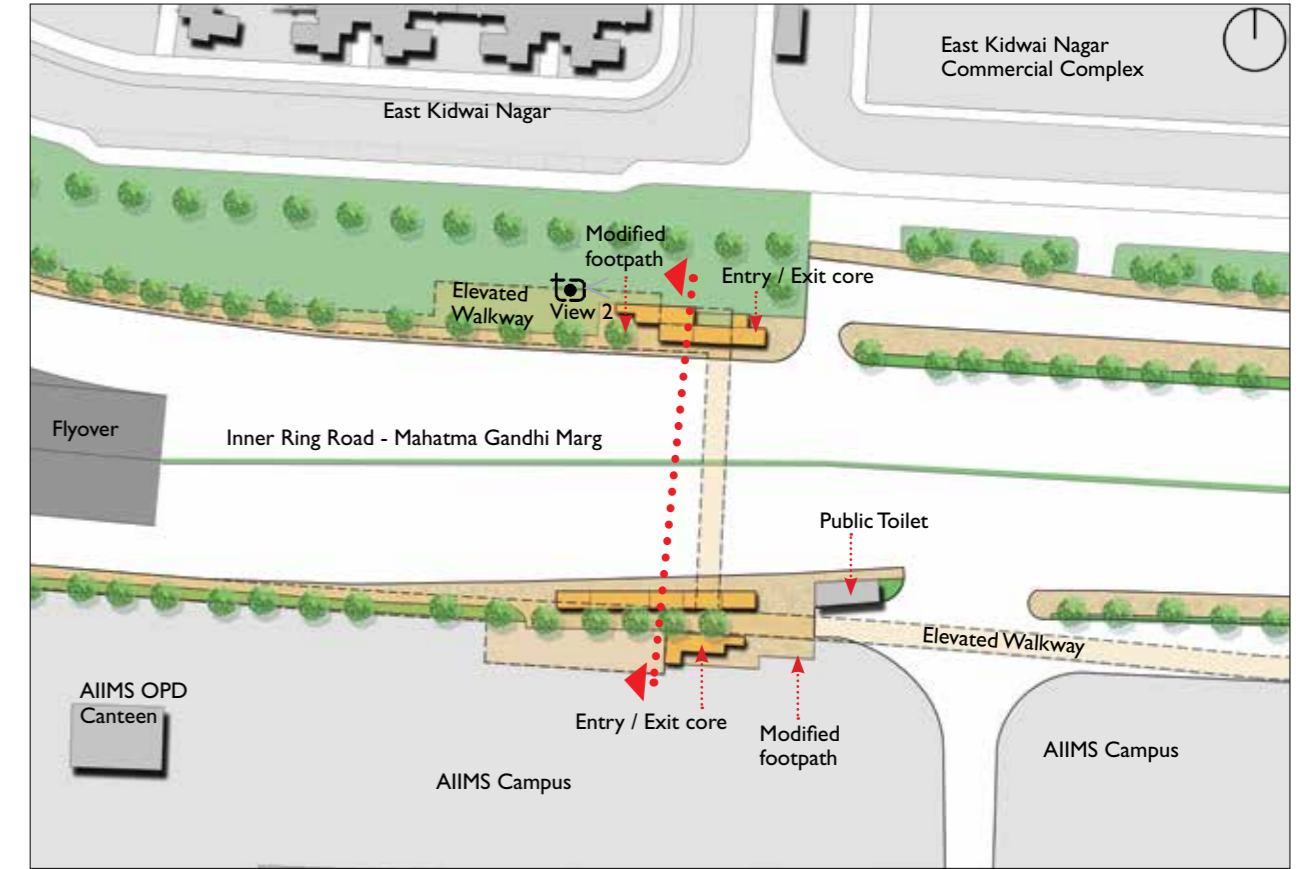 East Kidwai Nagar
Commercial Complex
East Kidwai Nagar
Modified
footpath
Entry / Exit core
Elevated
Walkway
View 2
Flyover
Inner Ring Road - Mahatma Gandhi Marg
Public Toilet
Elevated Walkway
AIIMS OPD
Canteen
Entry / Exit core
Modified
footpath
AIIMS Campus
AIIMS Campus